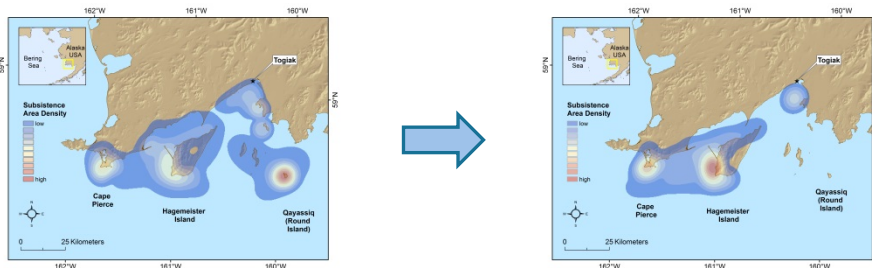 162°W
161°W
160°W
59°N
59°N
Alaska
USA
Bering
Sea
Togiak
Subsistence
Area Density
low
high
Cape
Pierce
Hagemeister
Island
Qayassiq
(Round
Island)
N
W
E
S
0
25 Kilometers
162°W
161°W
160°W
162°W
161°W
160°W
59°N
59°N
Alaska
USA
Bering
Sea
Togiak
Subsistence
Area Density
low
high
Cape
Pierce
Hagemeister
Island
Qayassiq
(Round
Island)
N
W
E
S
0
25 Kilometers
162°W
161°W
160°W